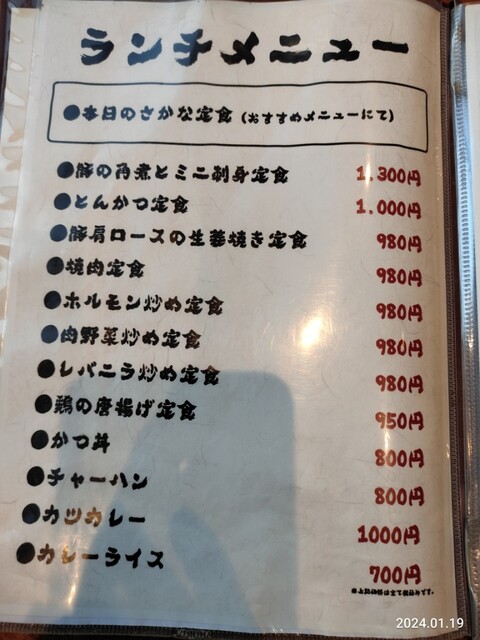 ランチメニュー
●本日のさかな定食 (おすすめメニューにて)
●豚の角煮とミニ刺身定食 1.300円
●とんかつ定食 1.000円
●豚肩ロースの生姜焼き定食 980円
●焼肉定食 980円
●ホルモン炒め定食 980円
●肉野菜炒め定食 980円
●レバニラ炒め定食 980円
●鶏の唐揚げ定食 950円
●かつ丼 800円
●チャーハン 800円
●カツカレー 1000円
●カレーライス 700円
2024.01.19